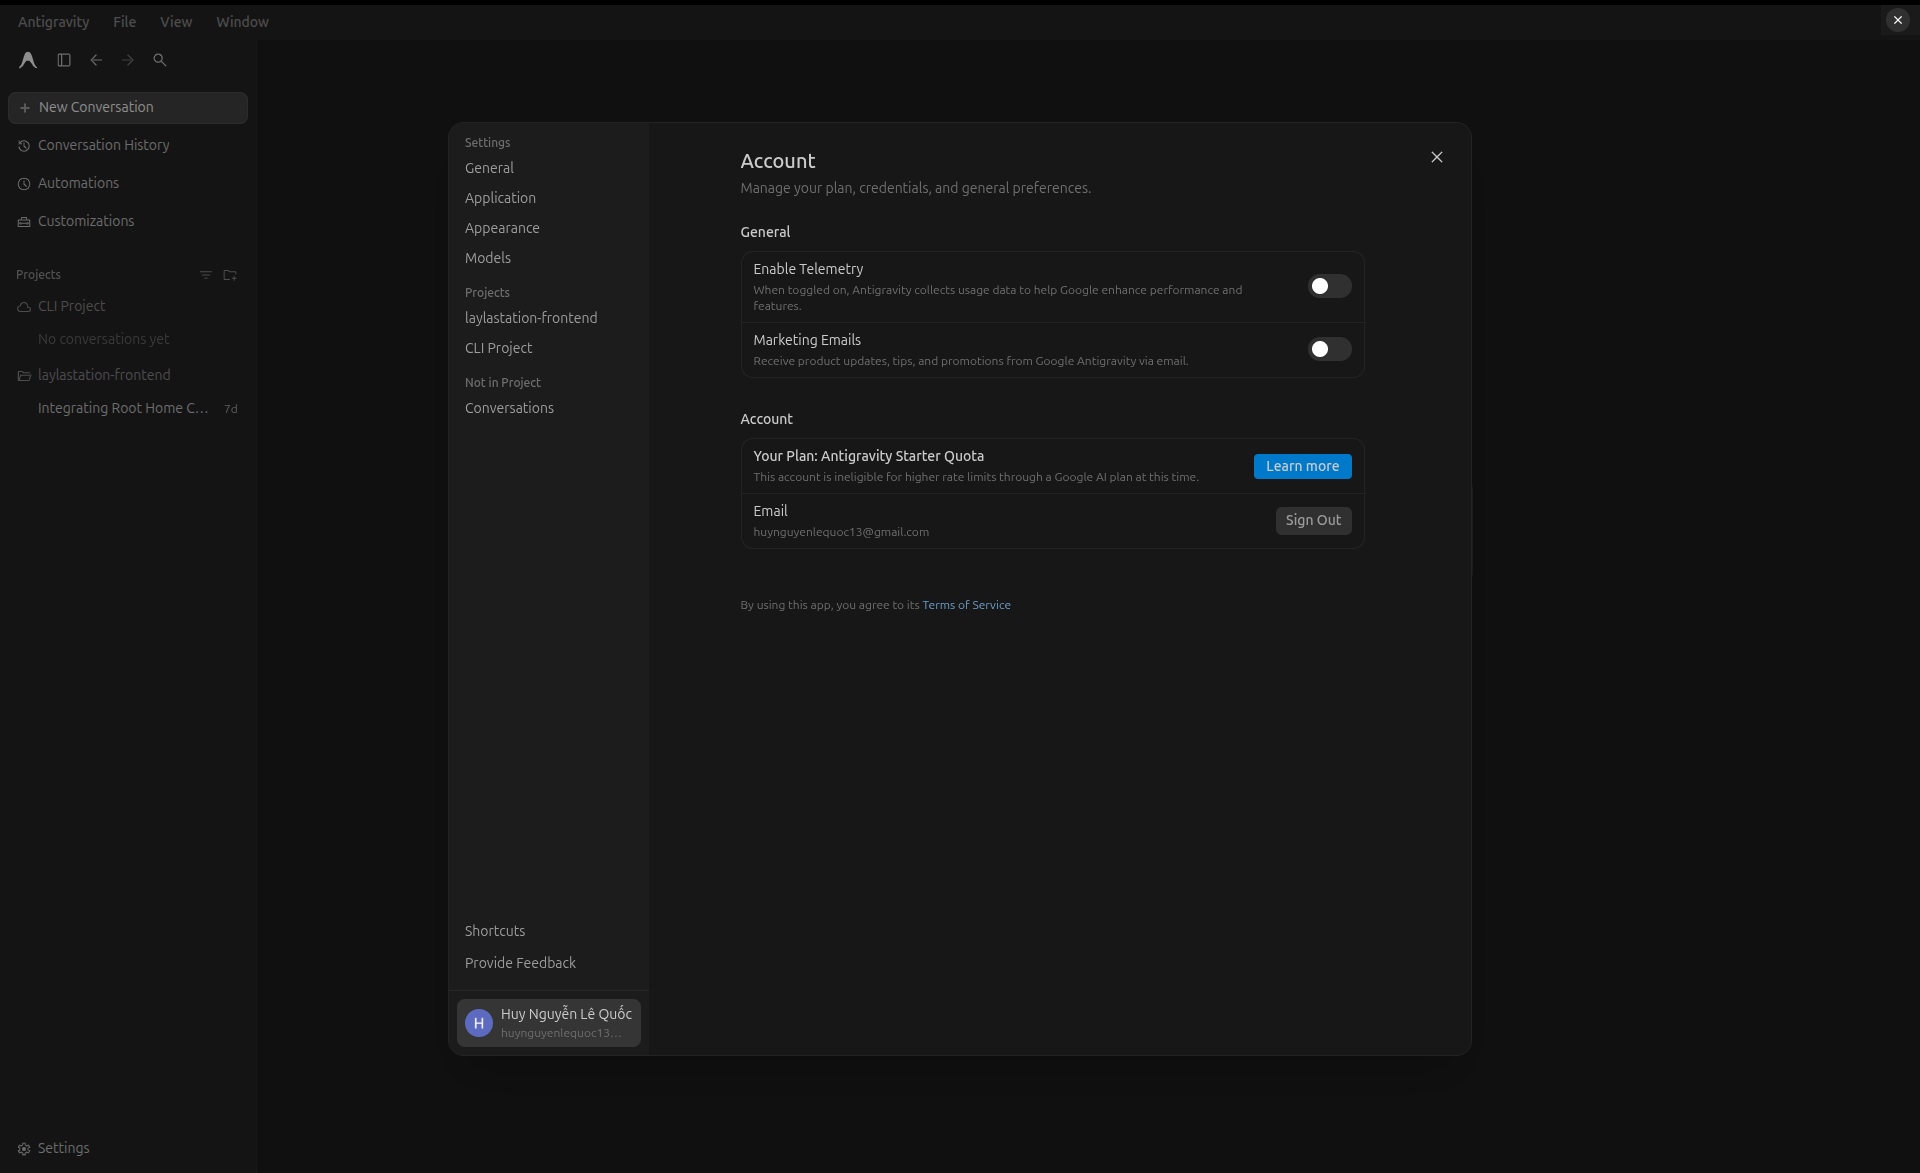 Antigravity File View Window
New Conversation
Conversation History
Automations
Customizations
Projects
CLI Project
No conversations yet
laylastation-frontend
Integrating Root Home C... 7d
Settings
Settings
General
Application
Appearance
Models
Projects
laylastation-frontend
CLI Project
Not in Project
Conversations
Shortcuts
Provide Feedback
H
Huy Nguyễn Lê Quốc
huynguyenlequoc13...
Account
Manage your plan, credentials, and general preferences.
General
Enable Telemetry
When toggled on, Antigravity collects usage data to help Google enhance performance and
features.
Marketing Emails
Receive product updates, tips, and promotions from Google Antigravity via email.
Account
Your Plan: Antigravity Starter Quota
This account is ineligible for higher rate limits through a Google AI plan at this time.
Learn more
Email
huynguyenlequoc13@gmail.com
Sign Out
By using this app, you agree to its Terms of Service